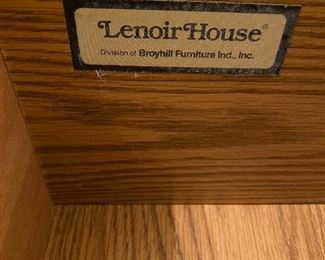 Lenoir House®
Division of Broyhill Furniture Ind., Inc.